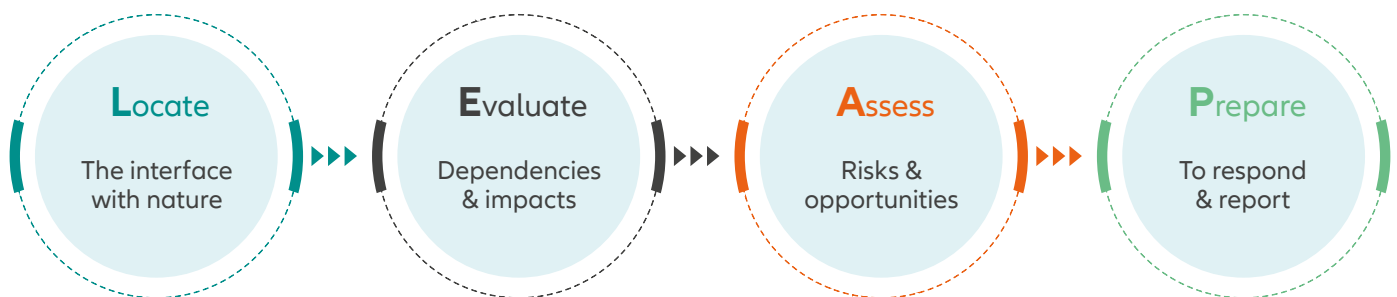 Locate
The interface
with nature
Evaluate
Dependencies
& impacts
Assess
Risks &
opportunities
Prepare
To respond
& report